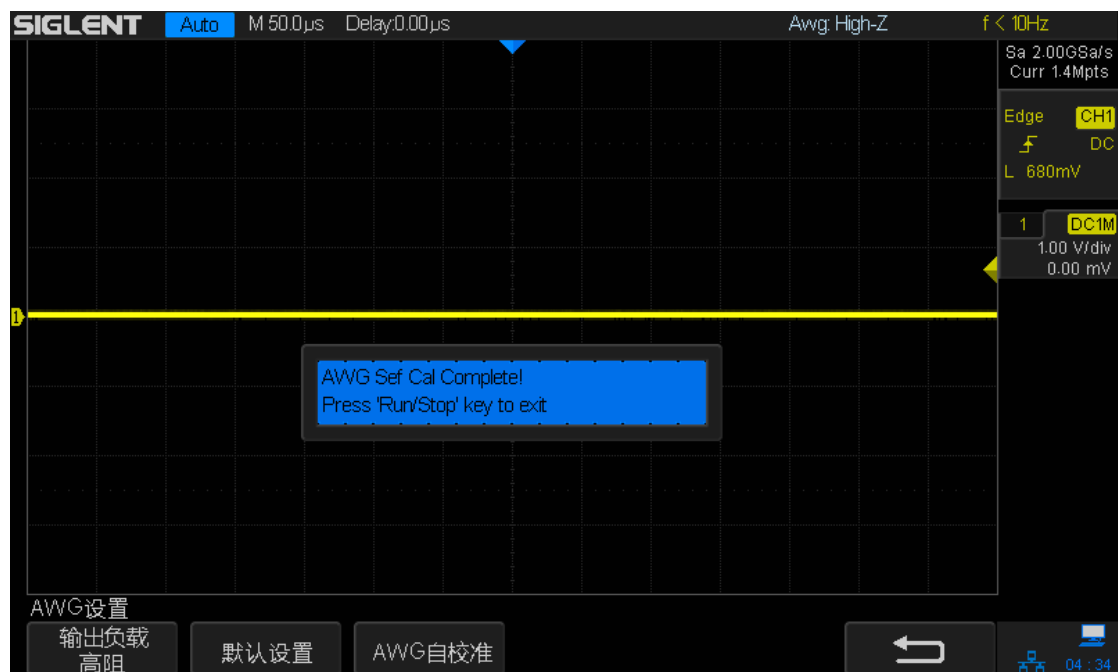 SIGLENT Auto M 50.0µs Delay:0.00µs Awg: High-Z f < 10Hz
Sa 2.00GSa/s
Curr 1.4Mpts
Edge CH1
DC
L 680mV
1 DC1M
1.00 V/div
0.00 mV
1
AWG Sef Cal Complete!
Press 'Run/Stop' key to exit
AWG设置
输出负载
高阻
默认设置
AWG自校准
04 : 34